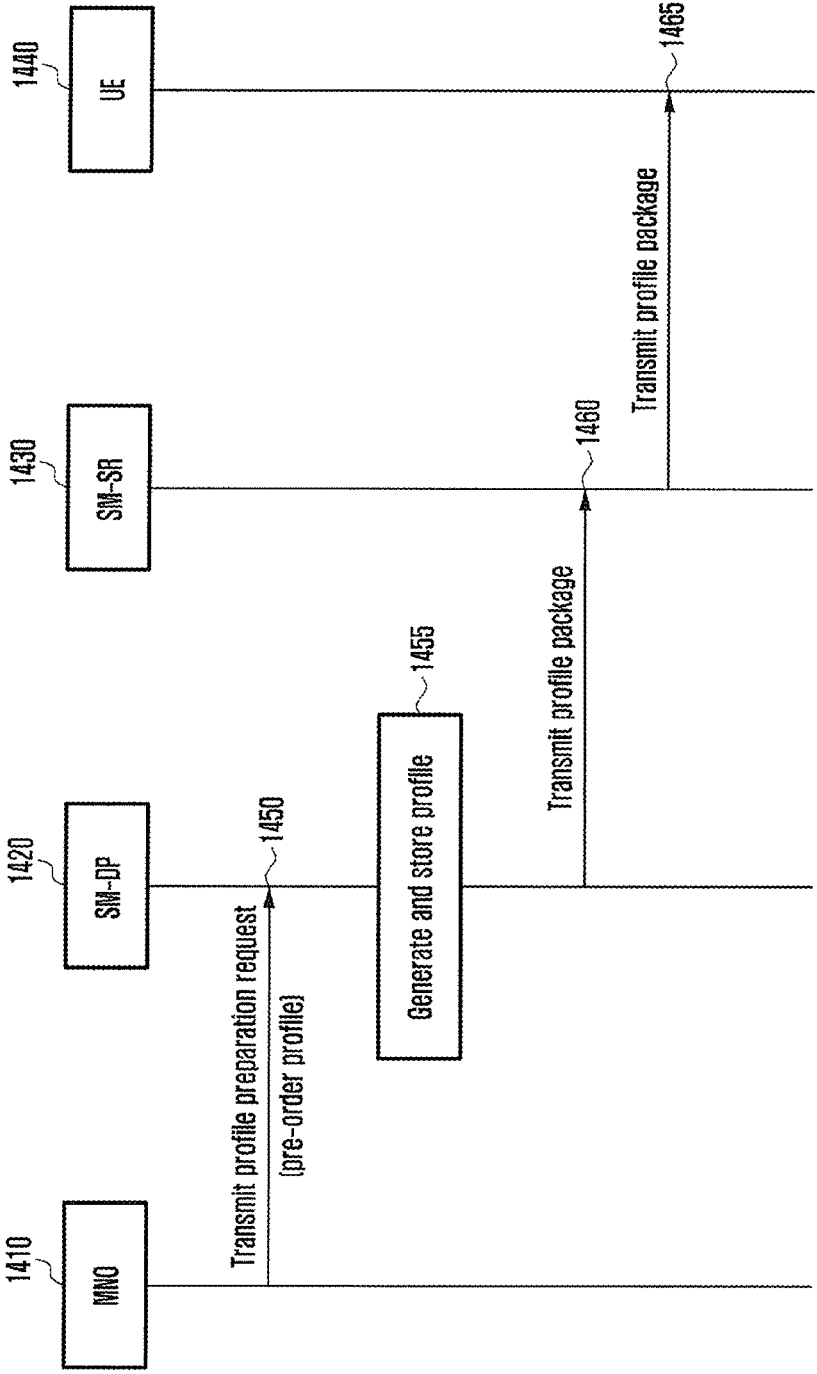 1410
MNO
1420
SM-DP
1430
SM-SR
1440
UE
Transmit profile preparation request
(pre-order profile)
1450
Generate and store profile
1455
Transmit profile package
1460
Transmit profile package
1465